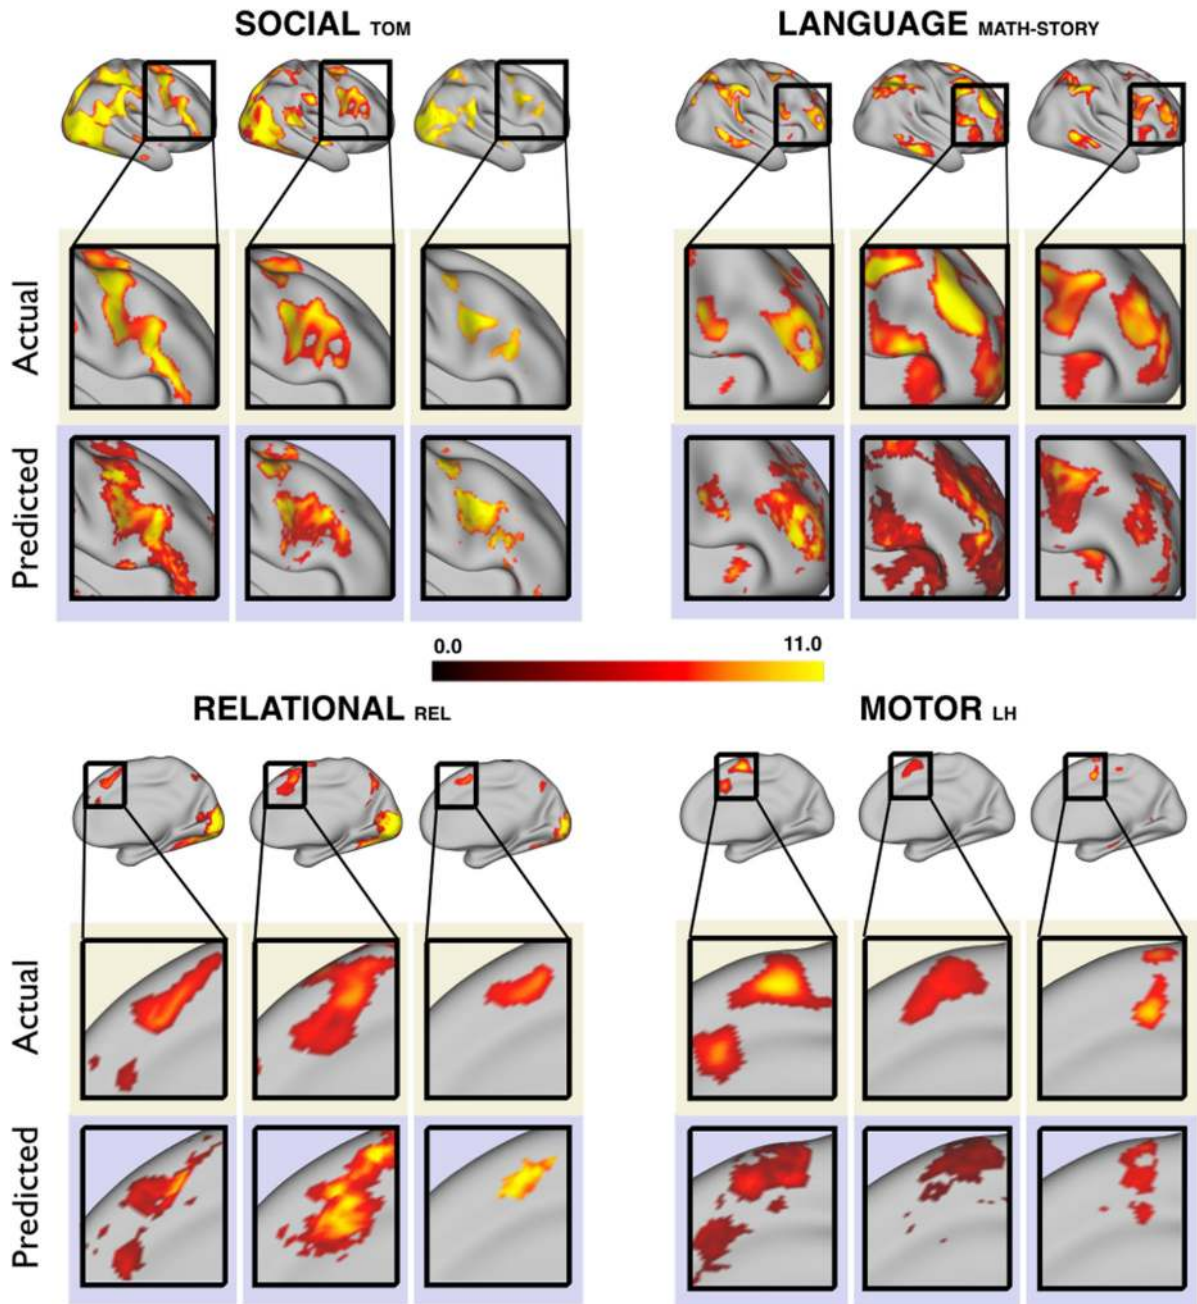 SOCIAL TOM
LANGUAGE MATH-STORY
Actual
Predicted
0.0
11.0
RELATIONAL REL
MOTOR LH
Actual
Predicted